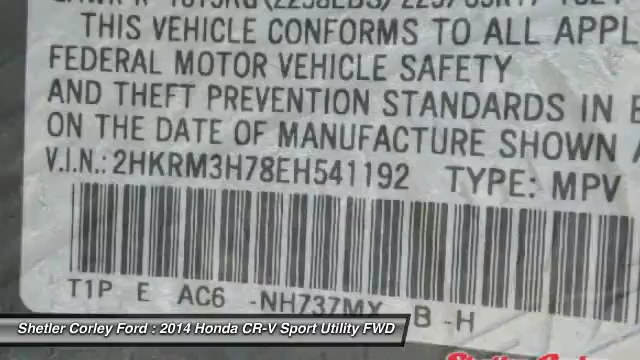 THIS VEHICLE CONFORMS TO ALL APPL
FEDERAL MOTOR VEHICLE SAFETY
AND THEFT PREVENTION STANDARDS IN E
ON THE DATE OF MANUFACTURE SHOWN A
V.I.N.: 2HKRM3H78EH541192 TYPE: MPV
T1P E AC6 -NH737MX B -H
Shetler Corley Ford : 2014 Honda CR-V Sport Utility FWD